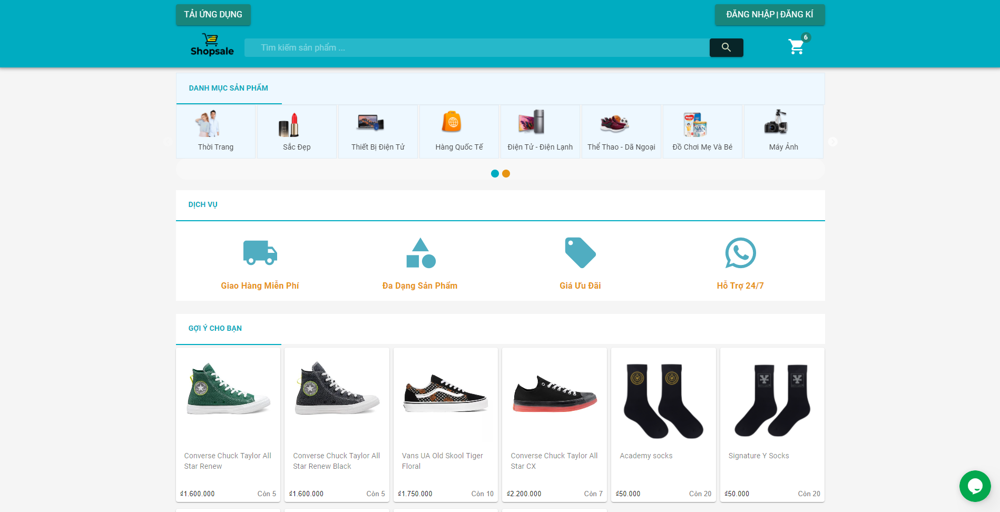 TẢI ỨNG DỤNG
ĐĂNG NHẬP | ĐĂNG KÍ
Shopsale
Tìm kiếm sản phẩm ...
6
DANH MỤC SẢN PHẨM
Thời Trang
Sắc Đẹp
Thiết Bị Điện Tử
Hàng Quốc Tế
Điện Tử - Điện Lạnh
Thể Thao - Dã Ngoại
Đồ Chơi Mẹ Và Bé
Máy Ảnh
DỊCH VỤ
Giao Hàng Miễn Phí
Đa Dạng Sản Phẩm
Giá Ưu Đãi
Hỗ Trợ 24/7
GỢI Ý CHO BẠN
Converse Chuck Taylor All
Star Renew
₫1.600.000 Còn 5
Converse Chuck Taylor All
Star Renew Black
₫1.600.000 Còn 5
Vans UA Old Skool Tiger
Floral
₫1.750.000 Còn 10
Converse Chuck Taylor All
Star CX
₫2.200.000 Còn 7
Academy socks
₫50.000 Còn 20
Signature Y Socks
₫50.000 Còn 20